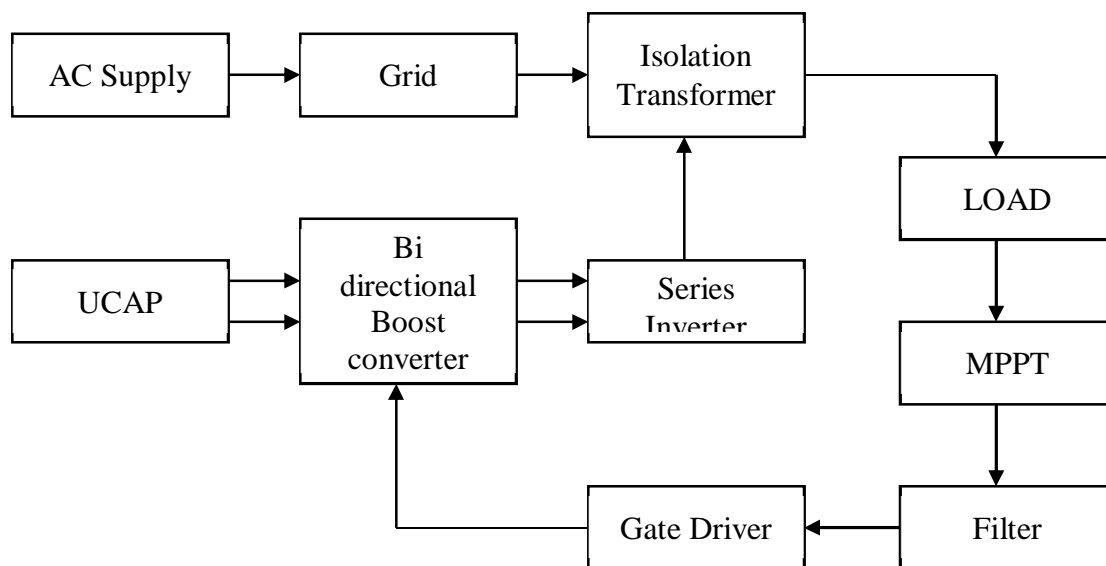 AC Supply
Grid
Isolation
Transformer
LOAD
UCAP
Bi
directional
Boost
converter
Series
Inverter
MPPT
Gate Driver
Filter